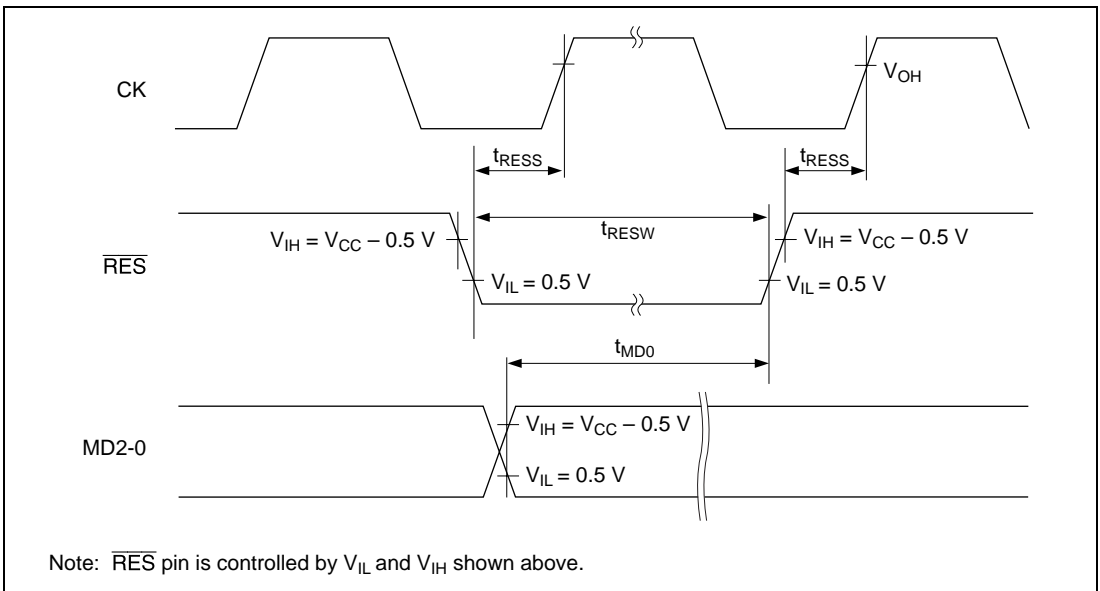 CK
V_OH
t_RESS
t_RESS
R̅E̅S̅
V_IH = V_CC – 0.5 V
t_RESW
V_IH = V_CC – 0.5 V
V_IL = 0.5 V
V_IL = 0.5 V
t_MD0
MD2-0
V_IH = V_CC – 0.5 V
V_IL = 0.5 V
Note: R̅E̅S̅ pin is controlled by V_IL and V_IH shown above.